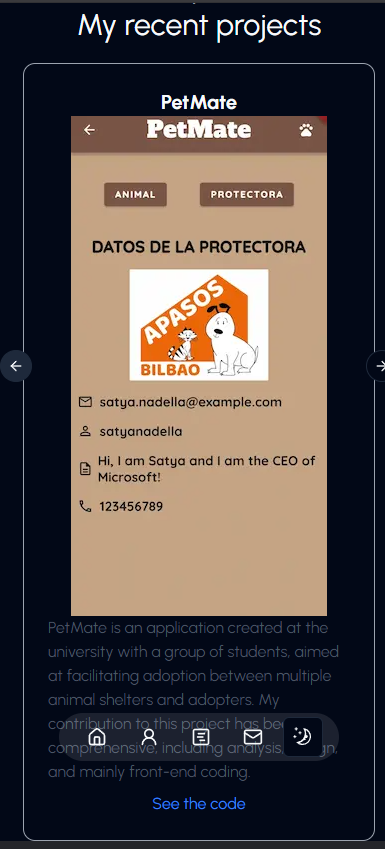 My recent projects
PetMate
PetMate
ANIMAL
PROTECTORA
DATOS DE LA PROTECTORA
APASOS
BILBAO
satya.nadella@example.com
satyanadella
Hi, I am Satya and I am the CEO of
Microsoft!
123456789
PetMate is an application created at the
university with a group of students, aimed
at facilitating adoption between multiple
animal shelters and adopters. My
contribution to this project has
comprehensive, including analysis,
and mainly front-end coding.
See the code